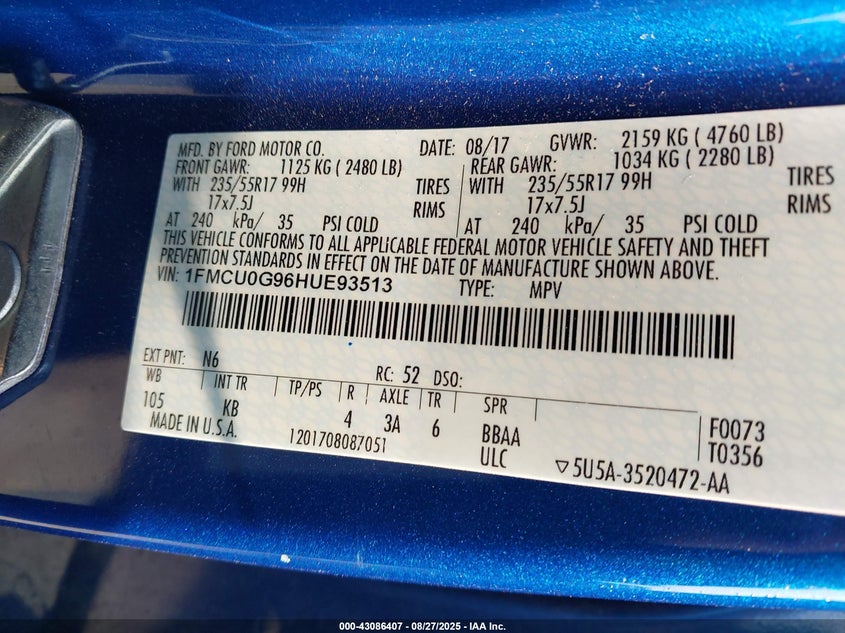 MFD. BY FORD MOTOR CO. DATE: 08/17 GVWR: 2159 KG ( 4760 LB)
FRONT GAWR: 1125 KG ( 2480 LB) REAR GAWR: 1034 KG ( 2280 LB)
WITH 235/55R17 99H TIRES WITH 235/55R17 99H TIRES
17x7.5J RIMS 17x7.5J RIMS
AT 240 kPa/ 35 PSI COLD AT 240 kPa/ 35 PSI COLD
THIS VEHICLE CONFORMS TO ALL APPLICABLE FEDERAL MOTOR VEHICLE SAFETY AND THEFT
PREVENTION STANDARDS IN EFFECT ON THE DATE OF MANUFACTURE SHOWN ABOVE.
VIN: 1FMCU0G96HUE93513 TYPE: MPV
EXT PNT: N6 RC: 52 DSO:
WB INT TR TP/PS R AXLE TR SPR
105 KB 4 3A 6 BBAA F0073
MADE IN U.S.A. 1201708087051 ULC T0356
▽5U5A-3520472-AA
000-43086407 - 08/27/2025 - IAA Inc.